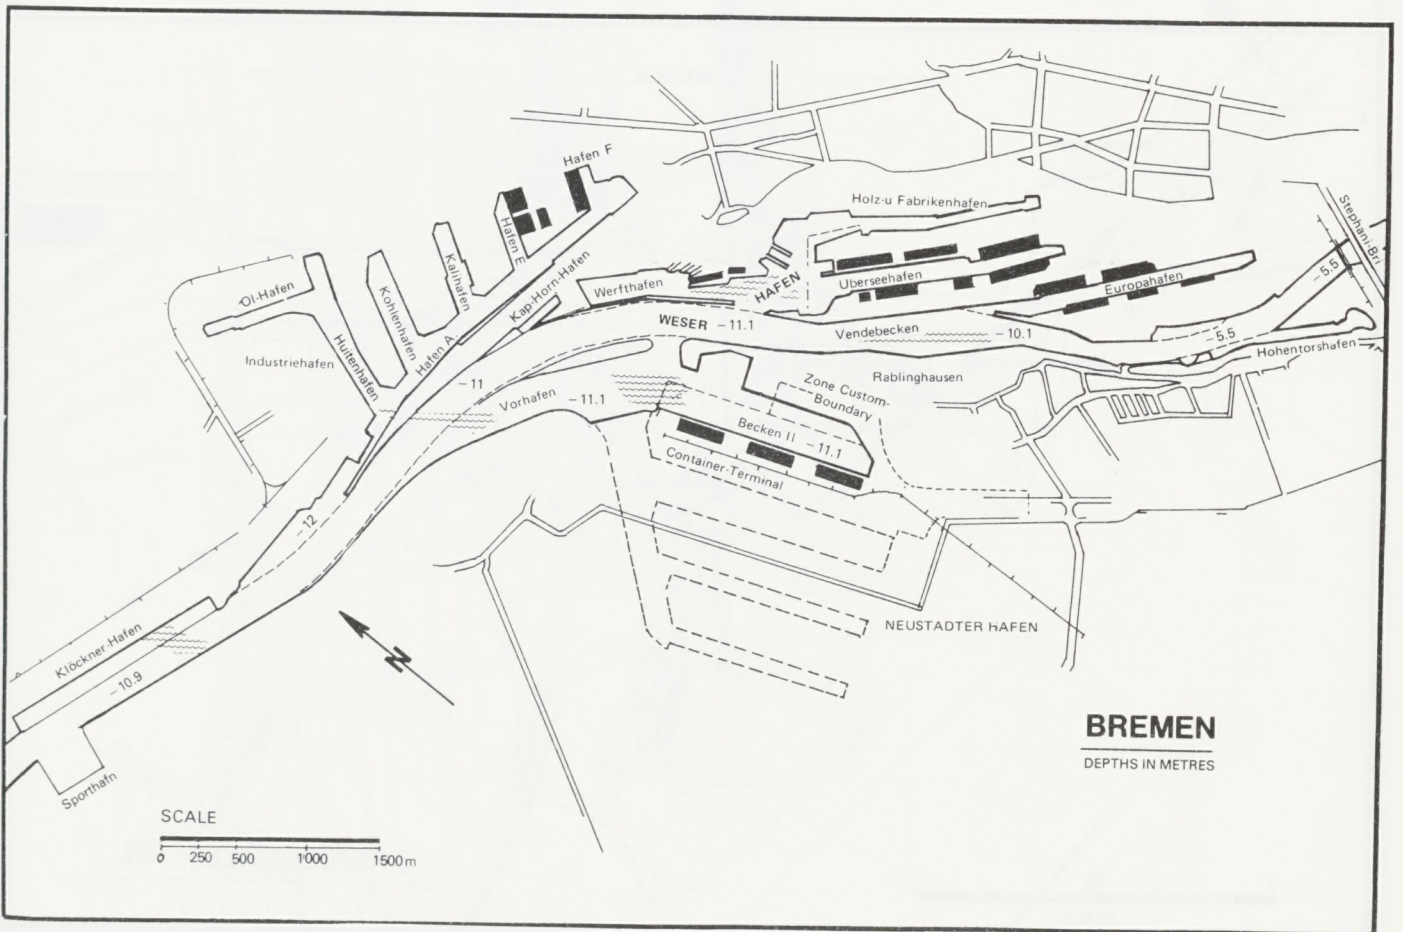 Hafen F
Holz-u Fabrikenhafen
Stephani-Bri
Hafen E
Kalihafen
Kap-Horn-Hafen
Werfthafen
HAFEN
Uberseehafen
Europahafen
-5.5
Öl-Hafen
Kohlenhafen
Hafen A.
WESER -11.1
Vendebecken
-10.1
-5.5
Hohentorshafen
Industriehafen
Huttenhafen
-11
Vorhafen
-11.1
Zone Custom-
Boundary
Rablinghausen
Becken II
-11.1
Container-Terminal
-12
NEUSTADTER HAFEN
Klöckner-Hafen
-10.9
N
Sporthafn
BREMEN
DEPTHS IN METRES
SCALE
0 250 500 1000 1500m